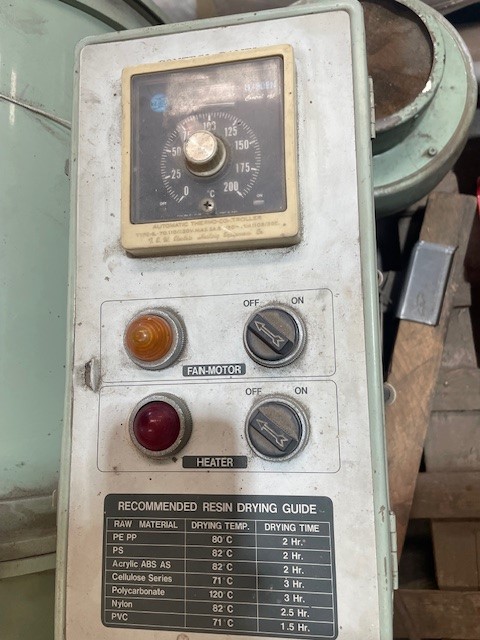 100
75
125
50
150
25
175
0
°C
200
AUTOMATIC THERMO-CO-TROLLER
OFF ON
FAN-MOTOR
OFF ON
HEATER
RECOMMENDED RESIN DRYING GUIDE
RAW MATERIAL DRYING TEMP. DRYING TIME
PE PP 80°C 2 Hr.
PS 82°C 2 Hr.
Acrylic ABS AS 82°C 2 Hr.
Cellulose Series 71°C 3 Hr.
Polycarbonate 120°C 3 Hr.
Nylon 82°C 2.5 Hr.
PVC 71°C 1.5 Hr.